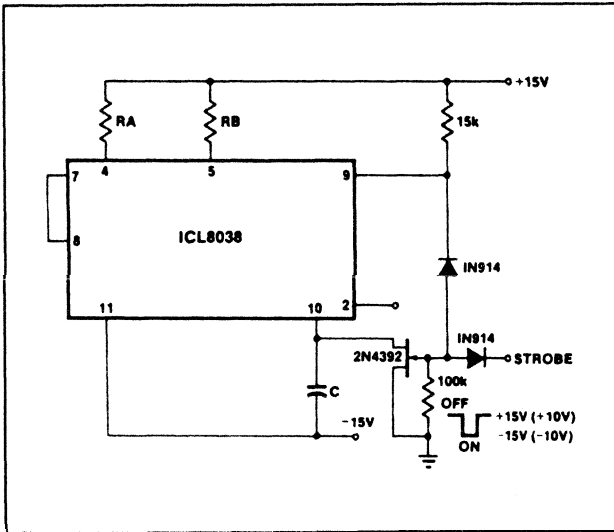 +15V
RA
RB
15k
4
5
7
9
ICL8038
8
IN914
11
10
2
IN914
2N4392
STROBE
100k
C
OFF
+15V (+10V)
-15V
-15V (-10V)
ON